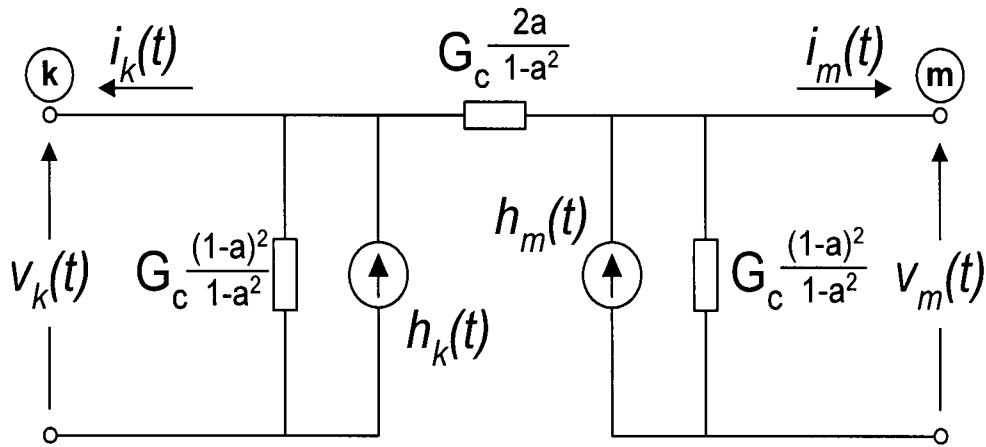 k
i_k(t)
G_c 2a/(1-a²)
i_m(t)
m
v_k(t)
G_c (1-a)²/(1-a²)
h_k(t)
h_m(t)
G_c (1-a)²/(1-a²)
v_m(t)